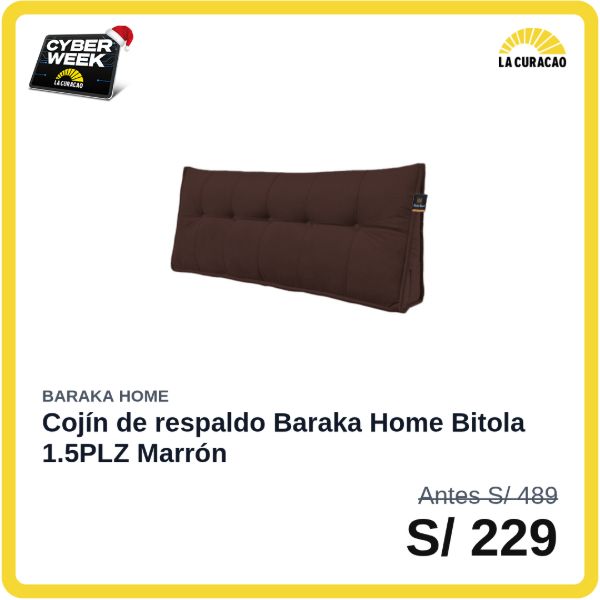 CYBER
WEEK
LA CURACAO
LA CURACAO
BARAKA HOME
Cojín de respaldo Baraka Home Bitola
1.5PLZ Marrón
Antes S/ 489
S/ 229